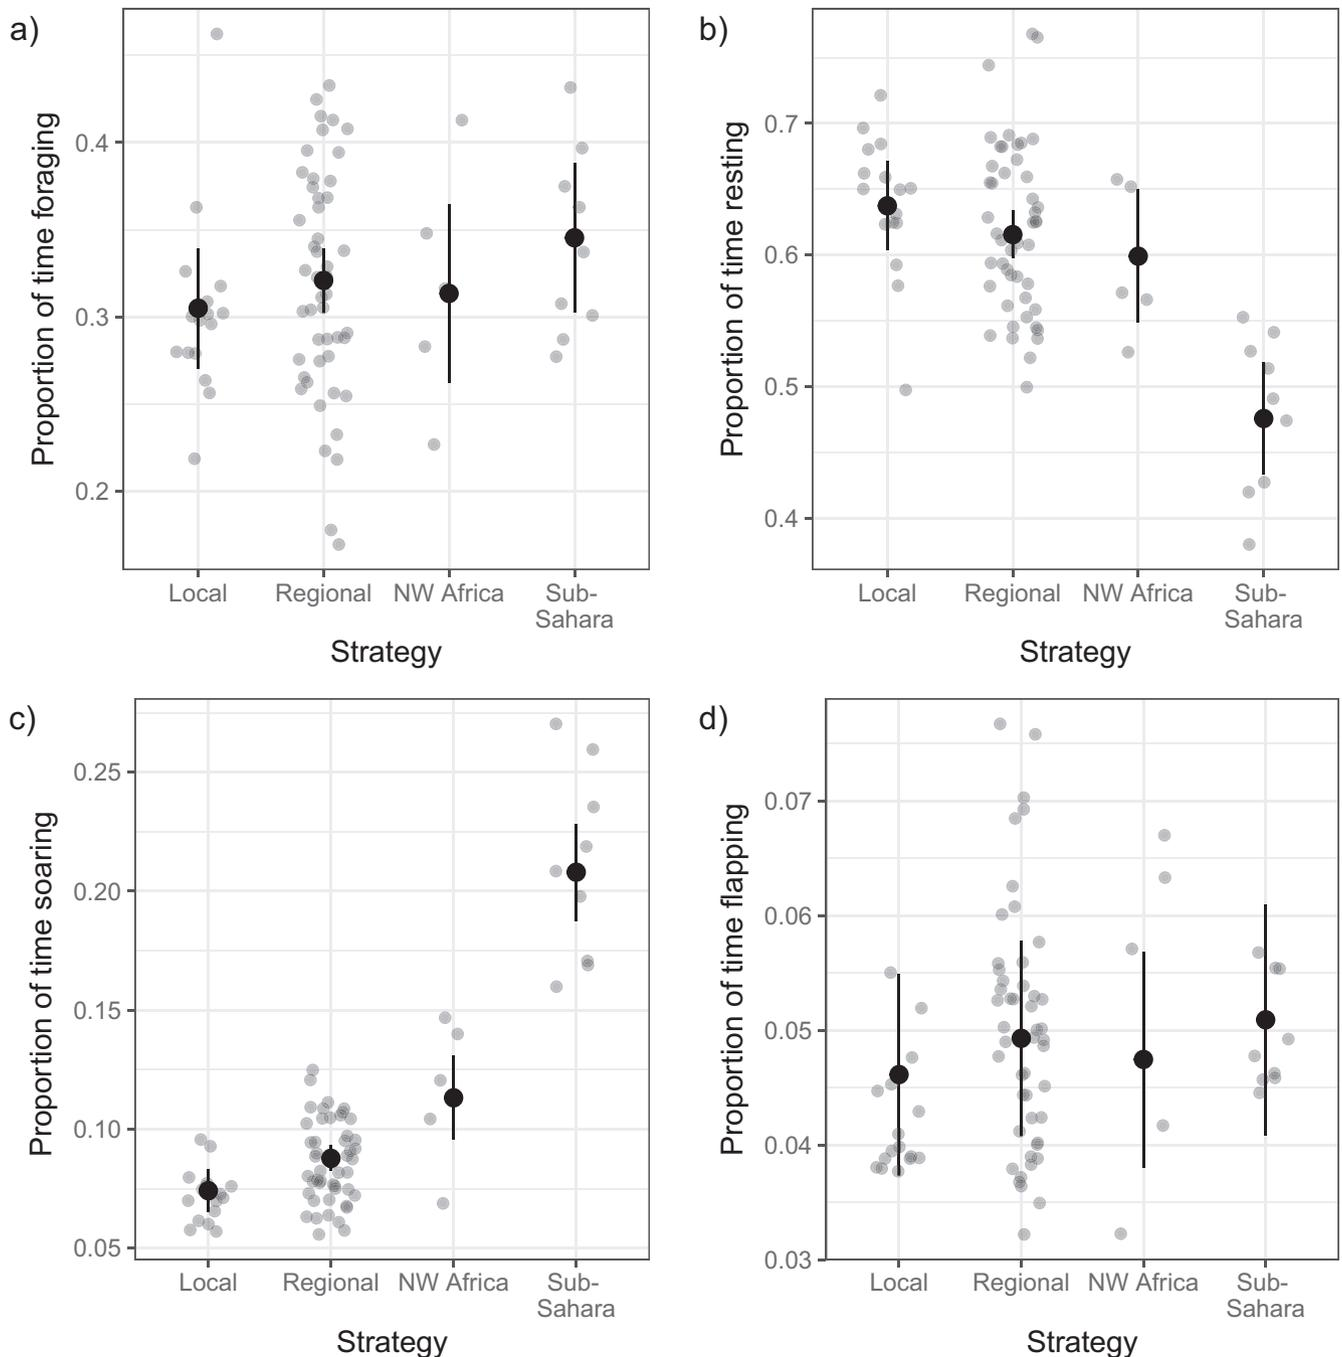 a)
Proportion of time foraging
0.4
0.3
0.2
Local
Regional
NW Africa
Sub-
Sahara
Strategy
b)
Proportion of time resting
0.7
0.6
0.5
0.4
Local
Regional
NW Africa
Sub-
Sahara
Strategy
c)
Proportion of time soaring
0.25
0.20
0.15
0.10
0.05
Local
Regional
NW Africa
Sub-
Sahara
Strategy
d)
Proportion of time flapping
0.07
0.06
0.05
0.04
0.03
Local
Regional
NW Africa
Sub-
Sahara
Strategy